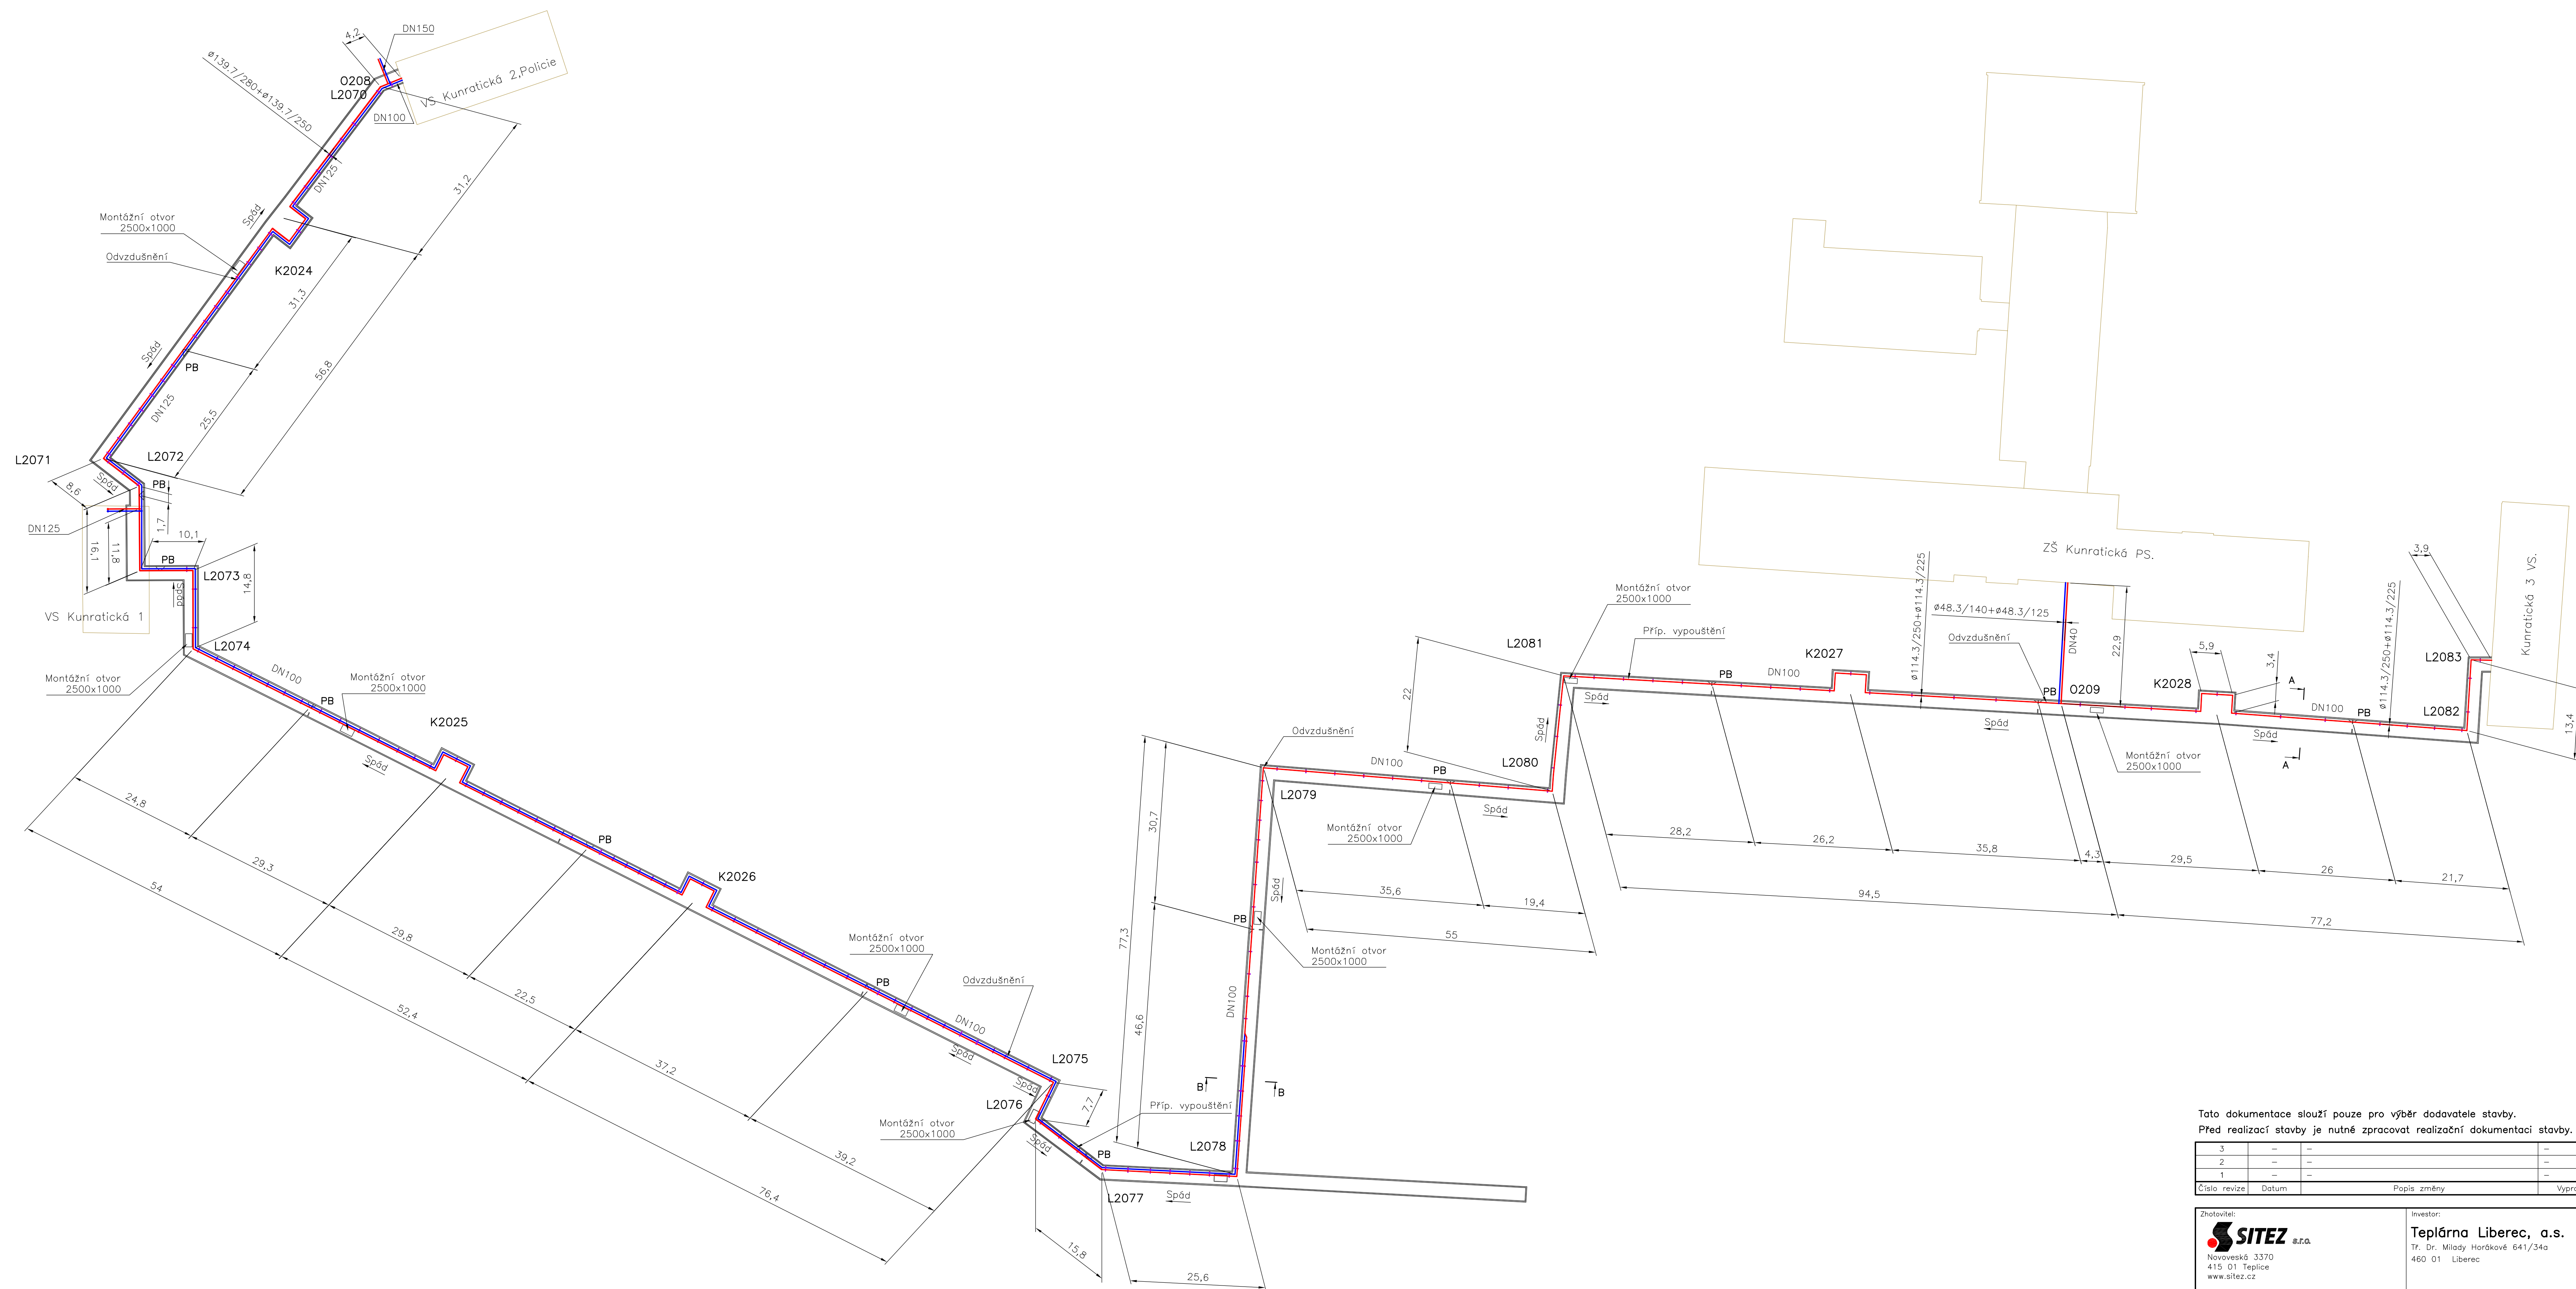 4,2
DN150
ø139.7/280+ø139.7/250
O208
L2070
VS Kunratická 2,Policie
DN100
DN125
31,2
Spád
Montážní otvor
2500x1000
Odvzdušnění
K2024
31,3
56,8
Spád
PB
DN125
25,5
L2071
L2072
8,6
Spád
PB
DN125
1,7
16,1
11,8
10,1
PB
L2073
14,8
Spád
VS Kunratická 1
L2074
Montážní otvor
2500x1000
DN100
Montážní otvor
2500x1000
PB
K2025
Spád
24,8
29,3
54
PB
K2026
29,8
22,5
52,4
Montážní otvor
2500x1000
PB
Odvzdušnění
DN100
Spád
L2075
37,2
39,2
76,4
Spád
L2076
7,7
Montážní otvor
2500x1000
Spád
Příp. vypouštění
PB
L2077
L2078
Spád
15,8
25,6
B
B
DN100
77,3
30,7
46,6
PB
Spád
Montážní otvor
2500x1000
Odvzdušnění
L2079
DN100
PB
Montážní otvor
2500x1000
Spád
L2080
35,6
19,4
55
22
Spád
L2081
Montážní otvor
2500x1000
Příp. vypouštění
Spád
PB
DN100
K2027
ø114.3/250+ø114.3/225
Odvzdušnění
ø48.3/140+ø48.3/125
DN40
22,9
ZŠ Kunratická PS.
PB
O209
Spád
K2028
5,9
3,4
A
A
Montážní otvor
2500x1000
DN100
PB
ø114.3/250+ø114.3/225
Spád
L2082
L2083
3,9
Kunratická 3 VS.
13,4
28,2
26,2
35,8
4,3
29,5
26
21,7
94,5
77,2
Tato dokumentace slouží pouze pro výběr dodavatele stavby.
Před realizací stavby je nutné zpracovat realizační dokumentaci stavby.
3 – – –
2 – – –
1 – – –
Číslo revize Datum Popis změny Vypra
Zhotovitel:
SITEZ s.r.o.
Novoveská 3370
415 01 Teplice
www.sitez.cz
Investor:
Teplárna Liberec, a.s.
Tř. Dr. Milady Horákové 641/34a
460 01 Liberec